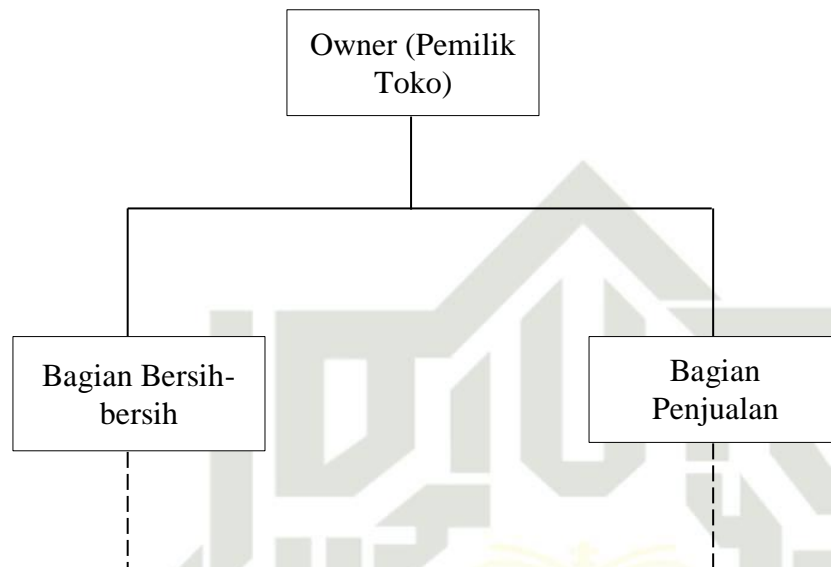 Owner (Pemilik
Toko)
Bagian Bersih-
bersih
Bagian
Penjualan